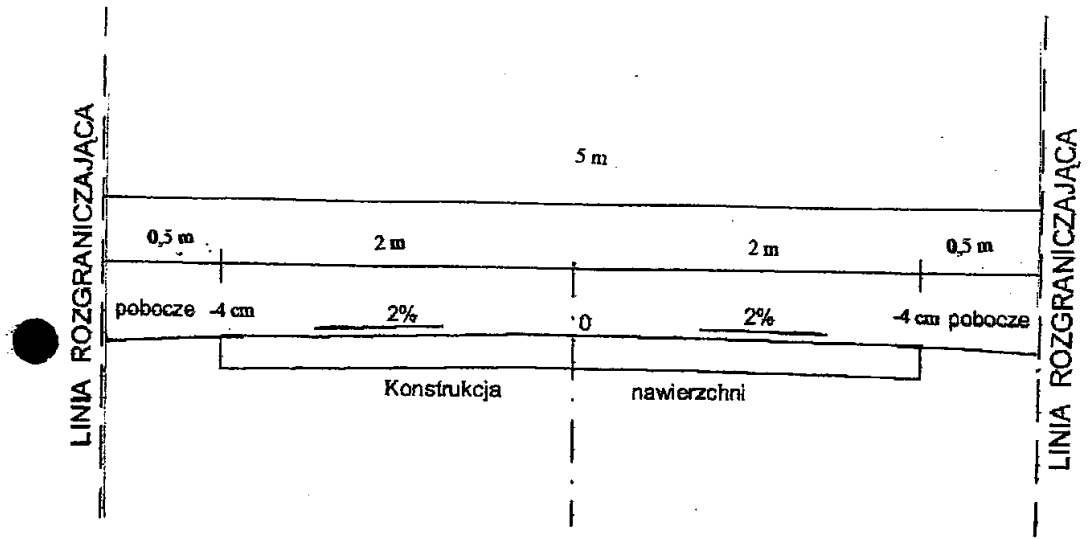 LINIA ROZGRANICZAJĄCA
5 m
0,5 m 2 m 2 m 0,5 m
pobocze -4 cm 2% 0 2% -4 cm pobocze
Konstrukcja nawierzchni
LINIA ROZGRANICZAJĄCA